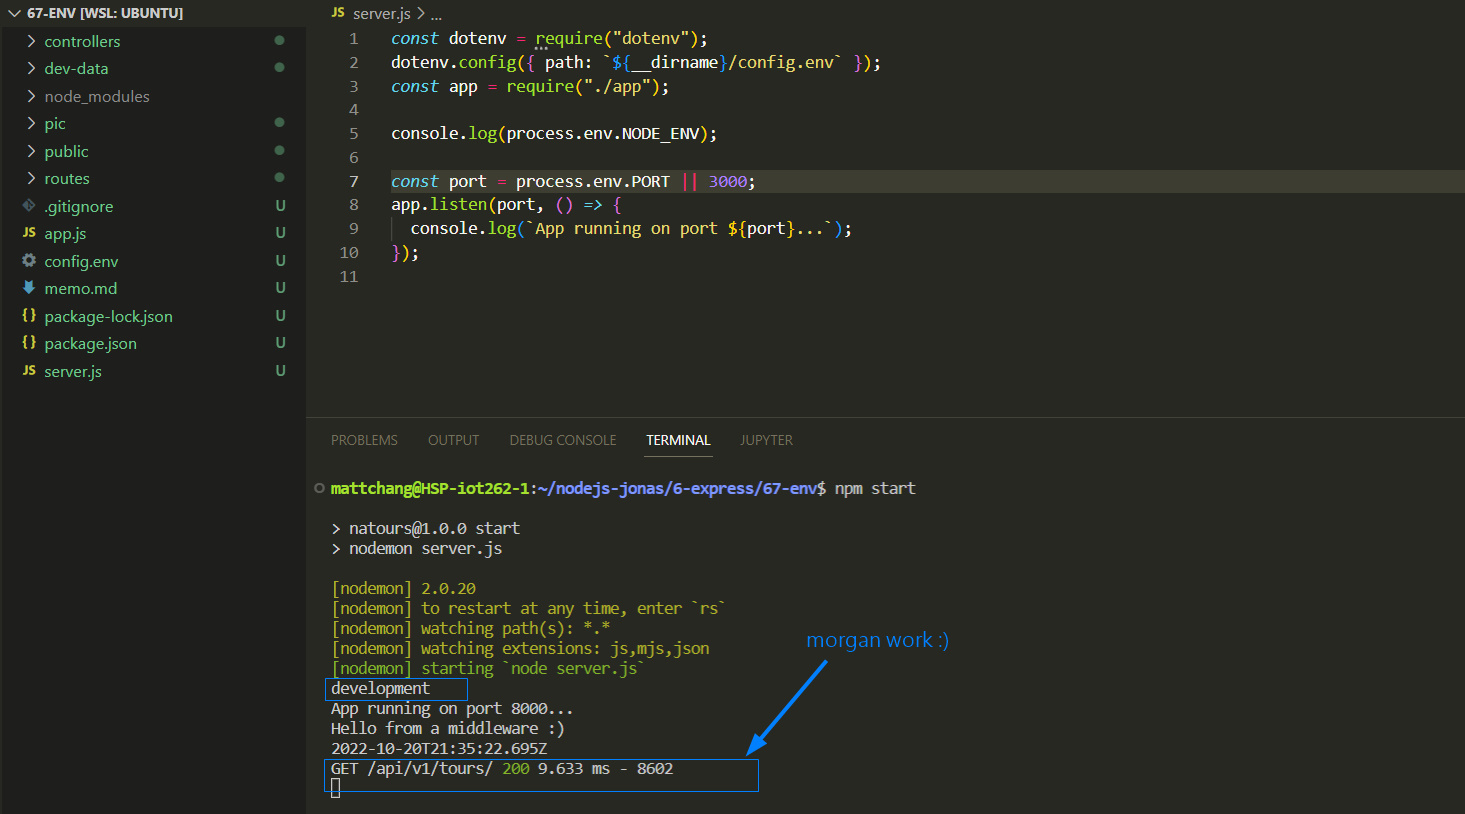 67-ENV [WSL: UBUNTU]
controllers
dev-data
node_modules
pic
public
routes
.gitignore U
JS app.js U
config.env U
memo.md U
{} package-lock.json U
{} package.json U
JS server.js U
JS server.js > ...
1 const dotenv = require("dotenv");
2 dotenv.config({ path: `${__dirname}/config.env` });
3 const app = require("./app");
4
5 console.log(process.env.NODE_ENV);
6
7 const port = process.env.PORT || 3000;
8 app.listen(port, () => {
9 console.log(`App running on port ${port}...`);
10 });
11
PROBLEMS OUTPUT DEBUG CONSOLE TERMINAL JUPYTER
mattchang@HSP-iot262-1:~/nodejs-jonas/6-express/67-env$ npm start
> natours@1.0.0 start
> nodemon server.js
[nodemon] 2.0.20
[nodemon] to restart at any time, enter `rs`
[nodemon] watching path(s): *.*
[nodemon] watching extensions: js,mjs,json
[nodemon] starting `node server.js`
development
App running on port 8000...
Hello from a middleware :)
2022-10-20T21:35:22.695Z
GET /api/v1/tours/ 200 9.633 ms - 8602
morgan work :)